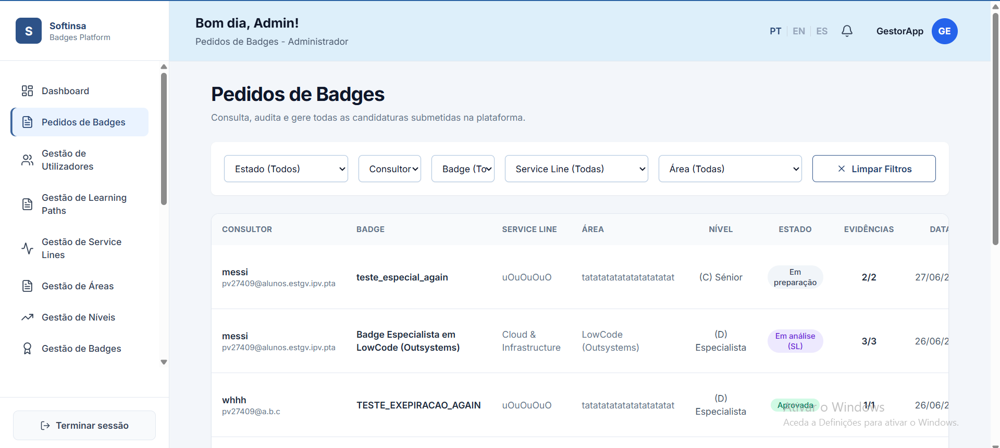 S
Softinsa
Badges Platform
Bom dia, Admin!
Pedidos de Badges - Administrador
PT
EN
ES
GestorApp
GE
Dashboard
Pedidos de Badges
Gestão de
Utilizadores
Gestão de Learning
Paths
Gestão de Service
Lines
Gestão de Áreas
Gestão de Níveis
Gestão de Badges
Terminar sessão
Pedidos de Badges
Consulta, audita e gere todas as candidaturas submetidas na plataforma.
Estado (Todos)
Consultor
Badge (To
Service Line (Todas)
Área (Todas)
Limpar Filtros
CONSULTOR
BADGE
SERVICE LINE
ÁREA
NÍVEL
ESTADO
EVIDÊNCIAS
DATA
messi
pv27409@alunos.estgv.ipv.pta
teste_especial_again
uOuOuOuO
tatatatatatatatatatat
(C) Sénior
Em
preparação
2/2
27/06/2
messi
pv27409@alunos.estgv.ipv.pta
Badge Especialista em
LowCode (Outsystems)
Cloud &
Infrastructure
LowCode
(Outsystems)
(D)
Especialista
Em análise
(SL)
3/3
26/06/2
whhh
pv27409@a.b.c
TESTE_EXEPIRACAO_AGAIN
uOuOuOuO
tatatatatatatatatatat
(D)
Especialista
Aprovada
1/1
26/06/2
Ativar o Windows
Aceda a Definições para ativar o Windows.